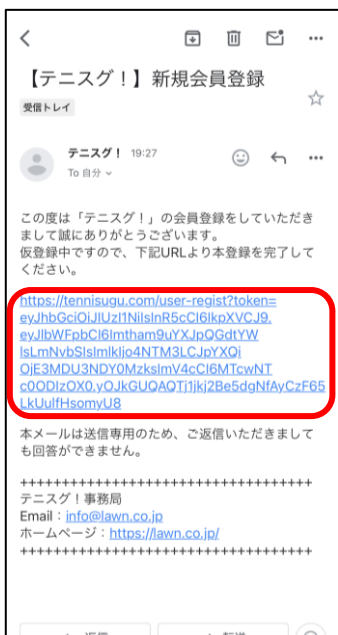 【テニスグ！】新規会員登録
受信トレイ
テニスグ！ 19:27
To 自分
この度は「テニスグ！」の会員登録をしていただき
まして誠にありがとうございます。
仮登録中ですので、下記URLより本登録を完了して
ください。
https://tennisugu.com/user-regist?token=
eyJhbGciOiJIUzI1NiIsInR5cCI6IkpXVCJ9.
eyJlbWFpbCI6Imtham9uYXJpQGdtYW
lsLmNvbSIsImlkIjo4NTM3LCJpYXQi
OjE3MDU3NDY0MzksImV4cCI6MTcwNT
c0ODIzOX0.yOJkGUQAQTj1jkj2Be5dgNfAyCzF65
LkUulfHsomyU8
本メールは送信専用のため、ご返信いただきまして
も回答ができません。
++++++++++++++++++++++++++++++++++
テニスグ！事務局
Email：info@lawn.co.jp
ホームページ：https://lawn.co.jp/
++++++++++++++++++++++++++++++++++